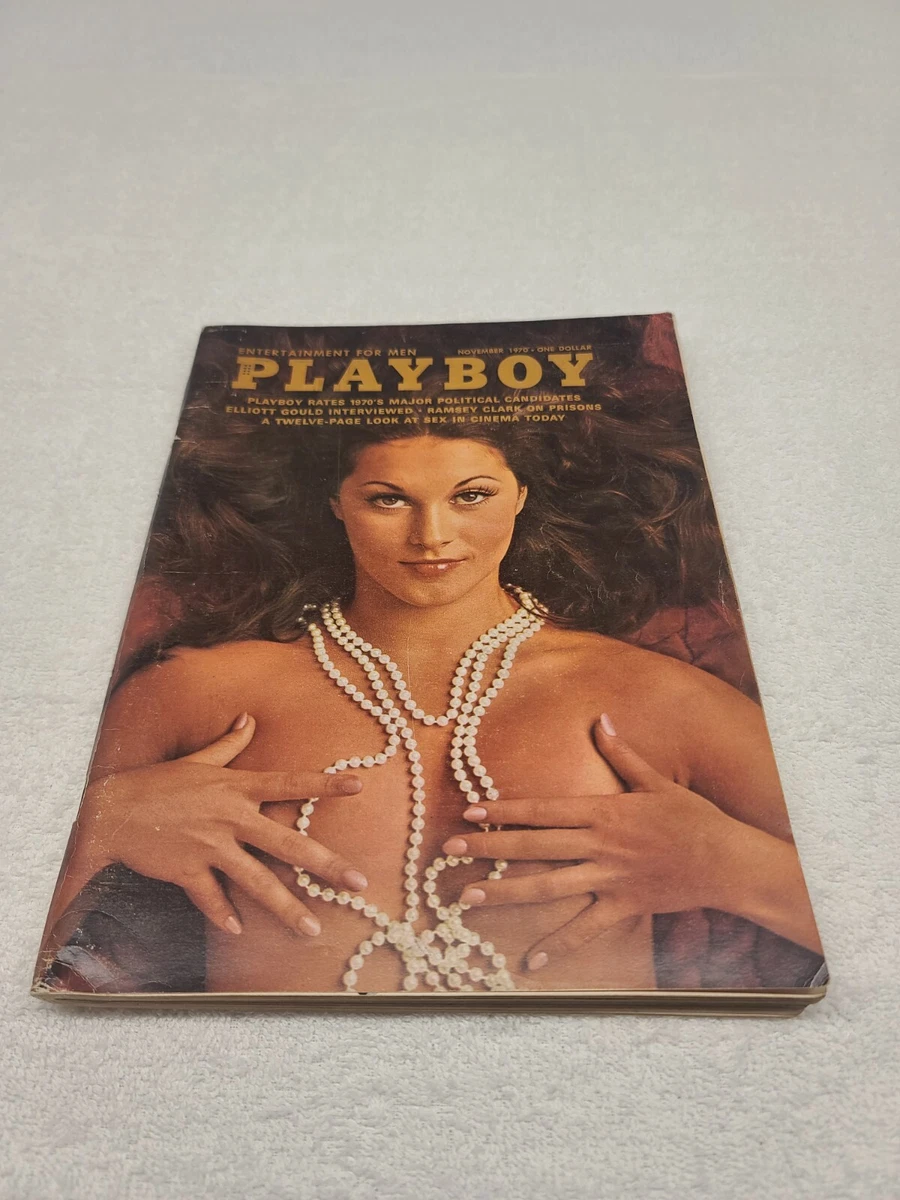 ENTERTAINMENT FOR MEN NOVEMBER 1970 • ONE DOLLAR
PLAYBOY
PLAYBOY RATES 1970'S MAJOR POLITICAL CANDIDATES
ELLIOTT GOULD INTERVIEWED • RAMSEY CLARK ON PRISONS
A TWELVE-PAGE LOOK AT SEX IN CINEMA TODAY